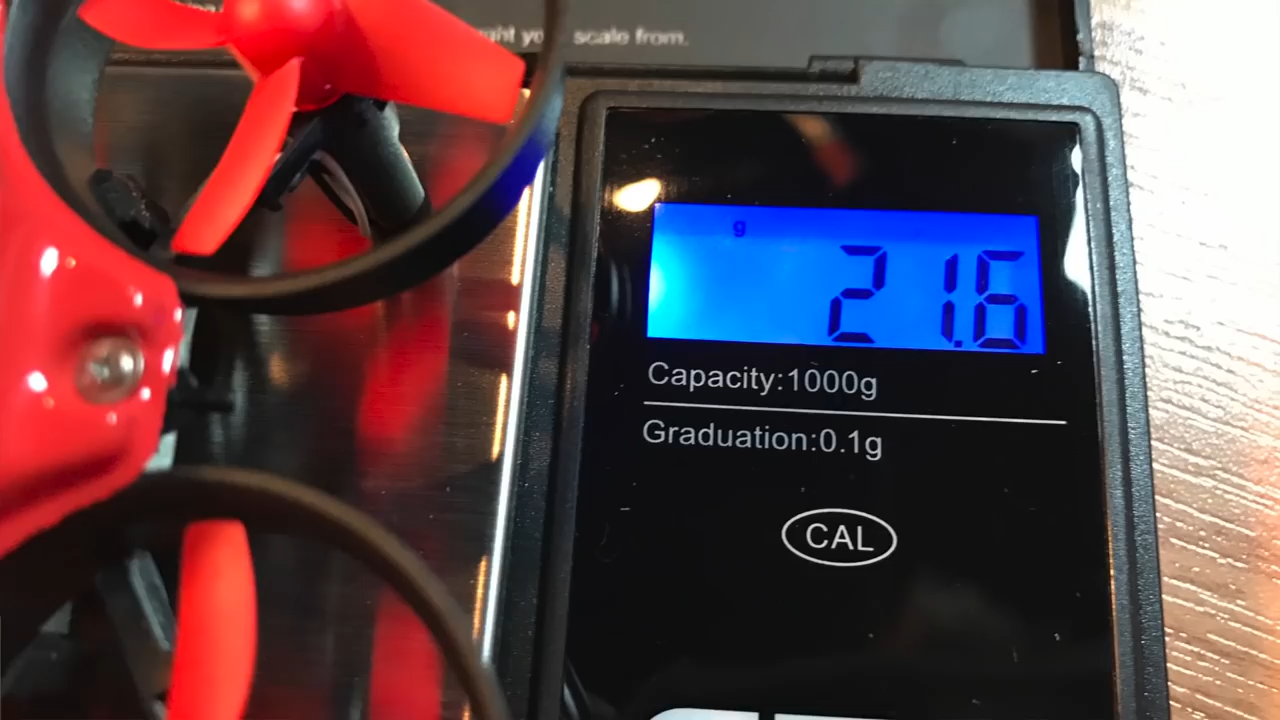 scale from.
g
21.6
Capacity:1000g
Graduation:0.1g
CAL